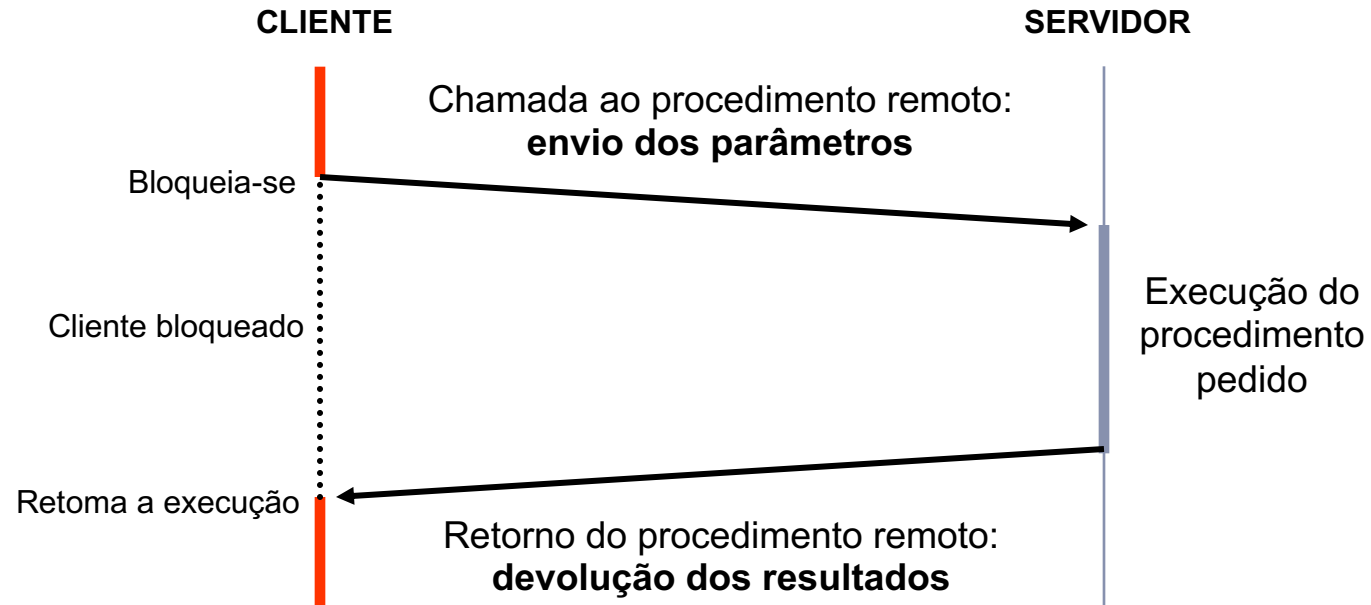 CLIENTE
SERVIDOR
Chamada ao procedimento remoto:
envio dos parâmetros
Bloqueia-se
Cliente bloqueado
Execução do
procedimento
pedido
Retoma a execução
Retorno do procedimento remoto:
devolução dos resultados